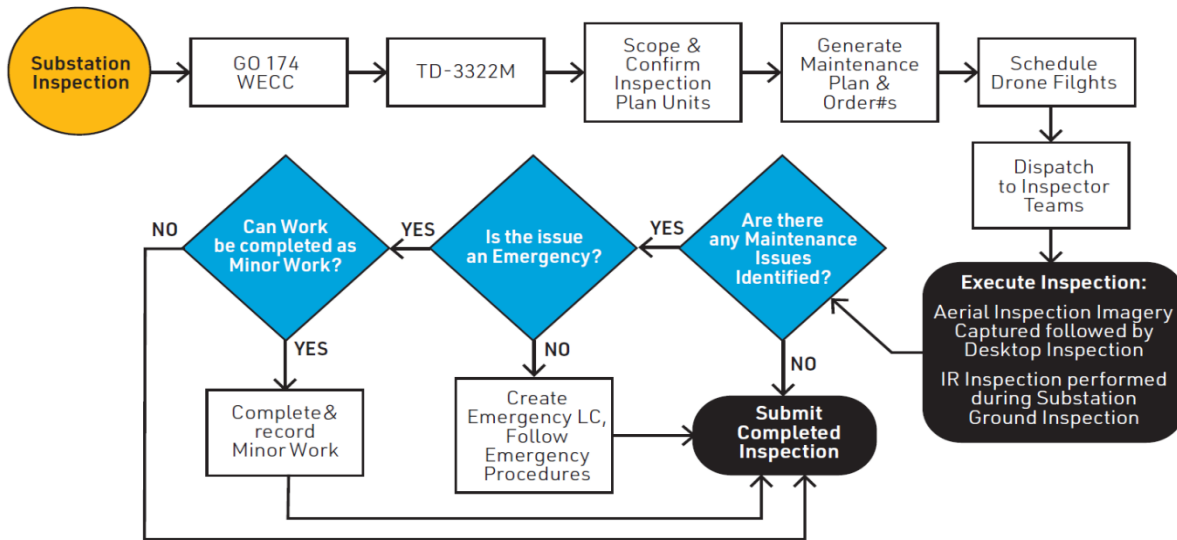 Substation
Inspection
GO 174
WECC
TD-3322M
Scope &
Confirm
Inspection
Plan Units
Generate
Maintenance
Plan &
Order#s
Schedule
Drone Filghts
Dispatch
to Inspector
Teams
Execute Inspection:
Aerial Inspection Imagery
Captured followed by
Desktop Inspection
IR Inspection performed
during Substation
Ground Inspection
Are there
any Maintenance
Issues
Identified?
YES
NO
Is the issue
an Emergency?
YES
NO
Can Work
be completed as
Minor Work?
NO
YES
Complete &
record
Minor Work
Create
Emergency LC,
Follow
Emergency
Procedures
Submit
Completed
Inspection